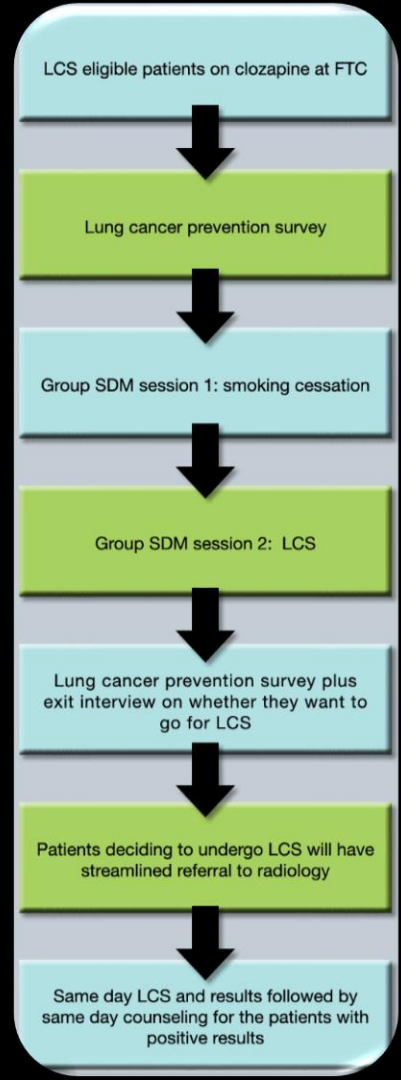 LCS eligible patients on clozapine at FTC
Lung cancer prevention survey
Group SDM session 1: smoking cessation
Group SDM session 2: LCS
Lung cancer prevention survey plus
exit interview on whether they want to
go for LCS
Patients deciding to undergo LCS will have
streamlined referral to radiology
Same day LCS and results followed by
same day counseling for the patients with
positive results